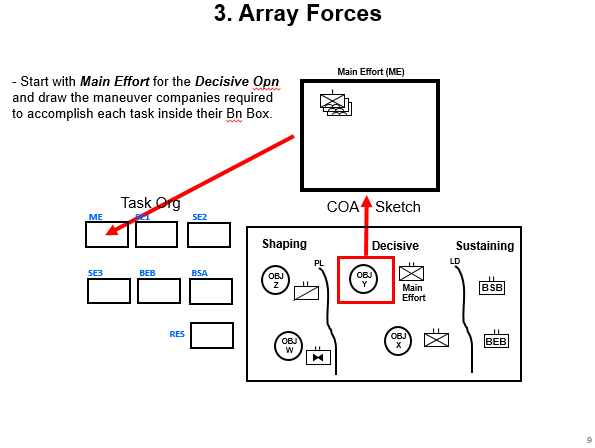 3. Array Forces
- Start with Main Effort for the Decisive Opn
and draw the maneuver companies required
to accomplish each task inside their Bn Box.
Main Effort (ME)
Task Org
ME
SE1
SE2
SE3
BEB
BSA
RES
COA Sketch
Shaping
Decisive
Sustaining
PL
LD
OBJ
Z
OBJ
Y
Main
Effort
BSB
OBJ
W
OBJ
X
BEB
9